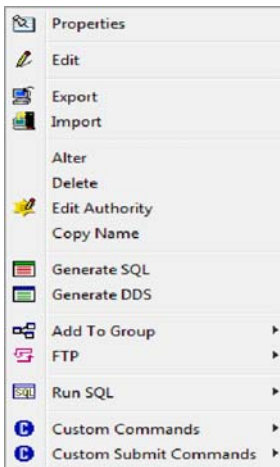 Properties
Edit
Export
Import
Alter
Delete
Edit Authority
Copy Name
Generate SQL
Generate DDS
Add To Group
FTP
SQL Run SQL
C Custom Commands
C Custom Submit Commands